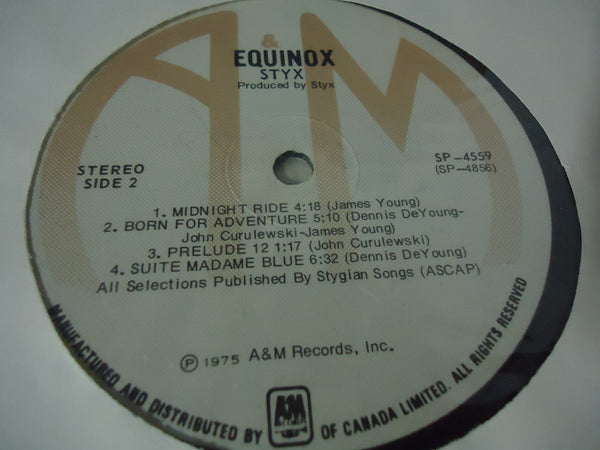 A & M
EQUINOX
STYX
Produced by Styx
STEREO
SIDE 2
SP-4559
(SP-4856)
1. MIDNIGHT RIDE 4:18 (James Young)
2. BORN FOR ADVENTURE 5:10 (Dennis DeYoung-
John Curulewski-James Young)
3. PRELUDE 12 1:17 (John Curulewski)
4. SUITE MADAME BLUE 6:32 (Dennis DeYoung)
All Selections Published By Stygian Songs (ASCAP)
Ⓟ 1975 A&M Records, Inc.
MANUFACTURED AND DISTRIBUTED BY A&M OF CANADA LIMITED. ALL RIGHTS RESERVED